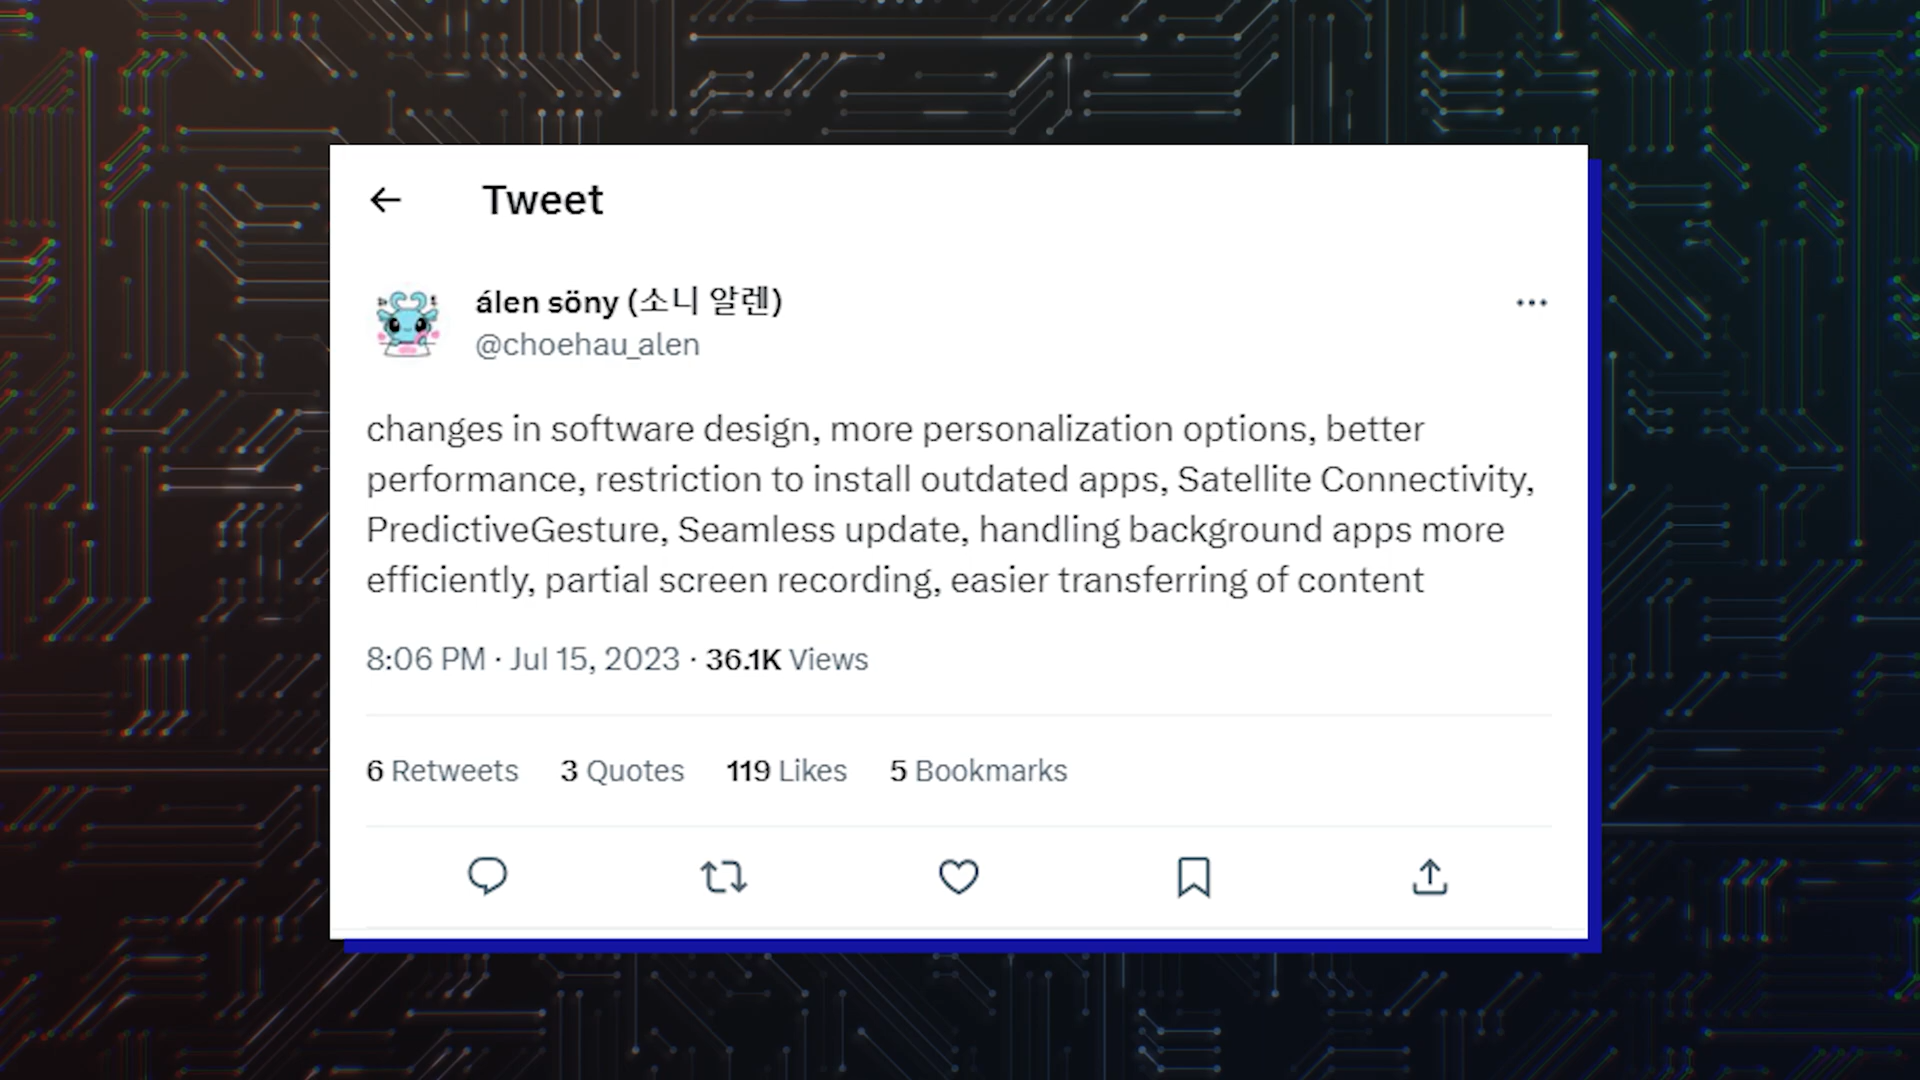 Tweet
álen söny (소니 알렌)
@choehau_alen
changes in software design, more personalization options, better
performance, restriction to install outdated apps, Satellite Connectivity,
PredictiveGesture, Seamless update, handling background apps more
efficiently, partial screen recording, easier transferring of content
8:06 PM · Jul 15, 2023 · 36.1K Views
6 Retweets 3 Quotes 119 Likes 5 Bookmarks